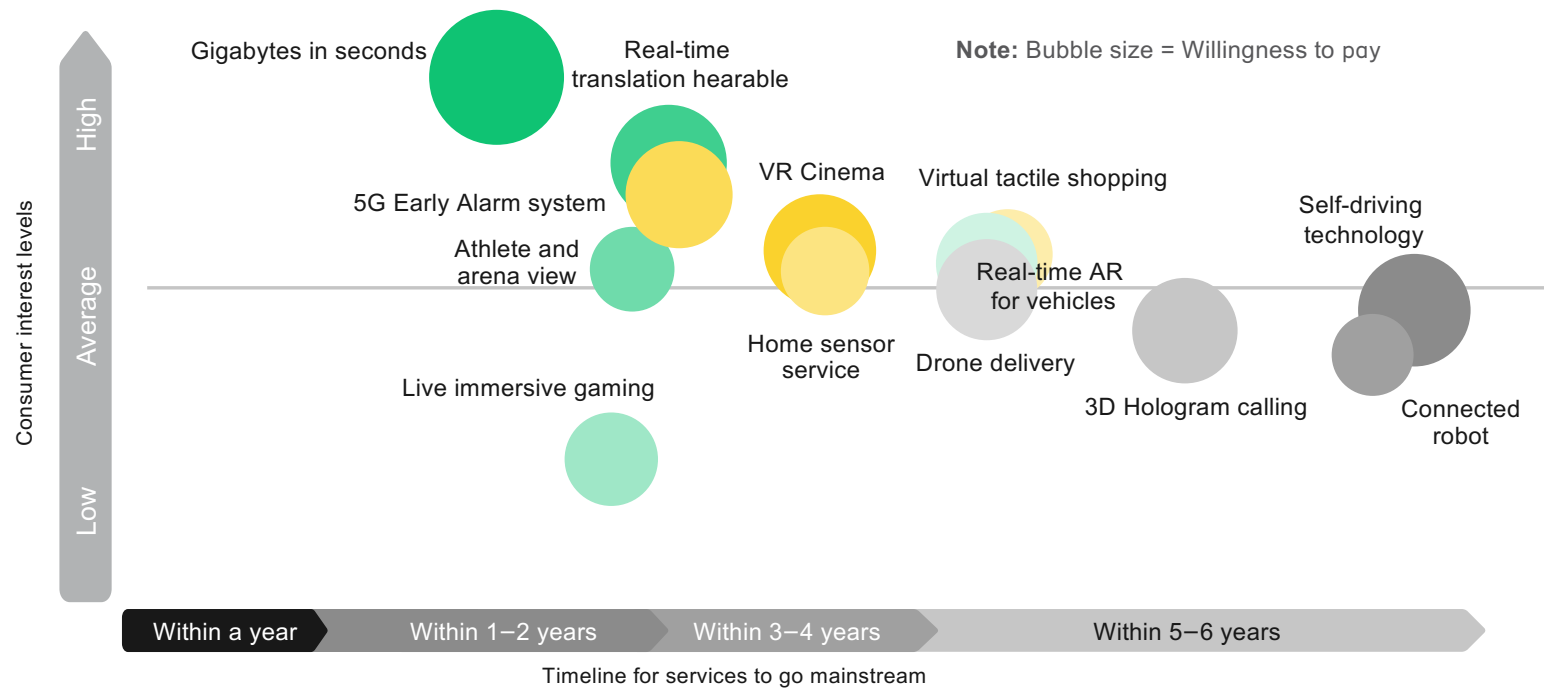 Gigabytes in seconds
Real-time
translation hearable
Note: Bubble size = Willingness to pay
5G Early Alarm system
Athlete and
arena view
VR Cinema
Virtual tactile shopping
Self-driving
technology
Real-time AR
for vehicles
Home sensor
service
Drone delivery
Live immersive gaming
3D Hologram calling
Connected
robot
Consumer interest levels
High
Average
Low
Within a year
Within 1–2 years
Within 3–4 years
Within 5–6 years
Timeline for services to go mainstream